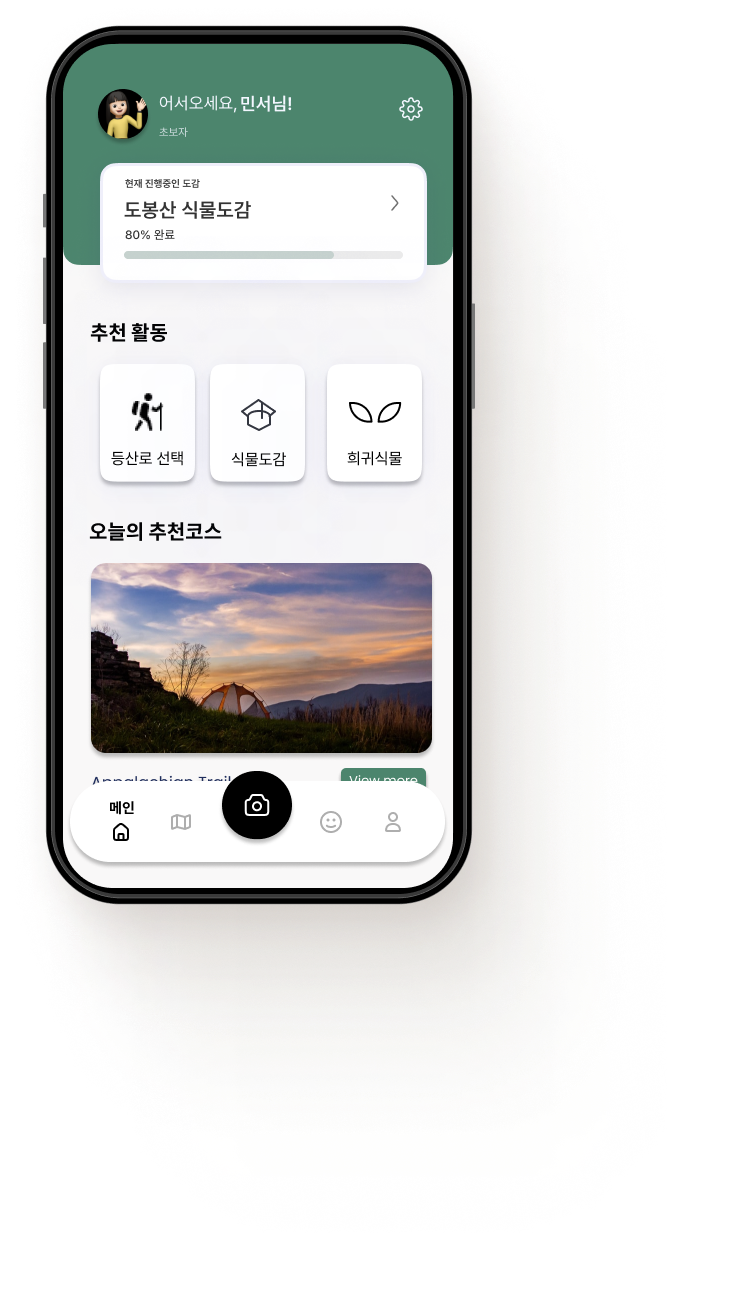 어서오세요, 민서님!
초보자
현재 진행중인 도감
도봉산 식물도감
80% 완료
추천 활동
등산로 선택
식물도감
희귀식물
오늘의 추천코스
Appalachian Trail
View more
메인